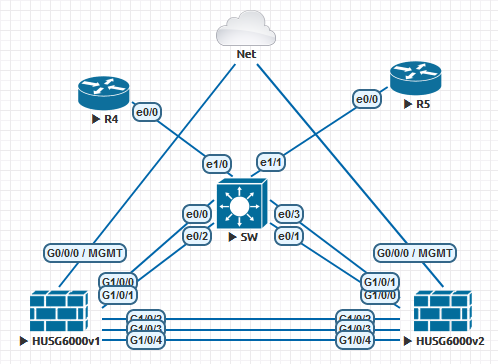 Net
R4
R5
e0/0
e0/0
e1/0
e1/1
e0/0
e0/3
SW
e0/2
e0/1
G0/0/0 / MGMT
G0/0/0 / MGMT
G1/0/0
G1/0/1
G1/0/1
G1/0/0
G1/0/2
G1/0/2
G1/0/3
G1/0/3
G1/0/4
G1/0/4
HUSG6000v1
HUSG6000v2